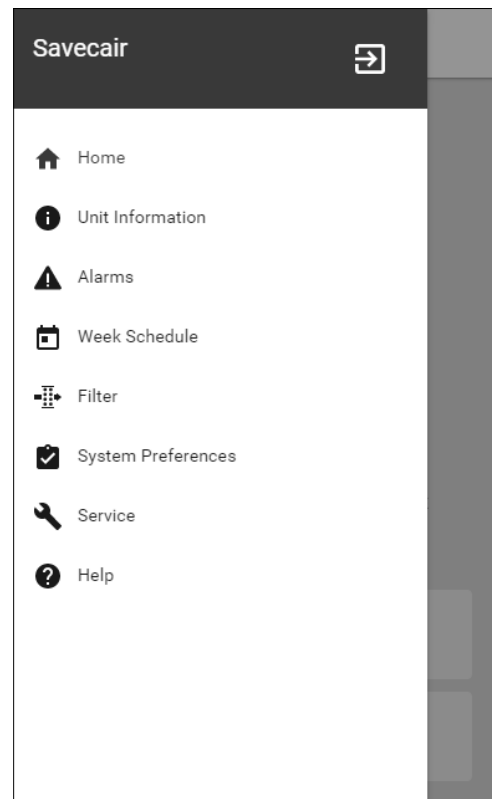 Savecair
Home
Unit Information
Alarms
Week Schedule
Filter
System Preferences
Service
Help